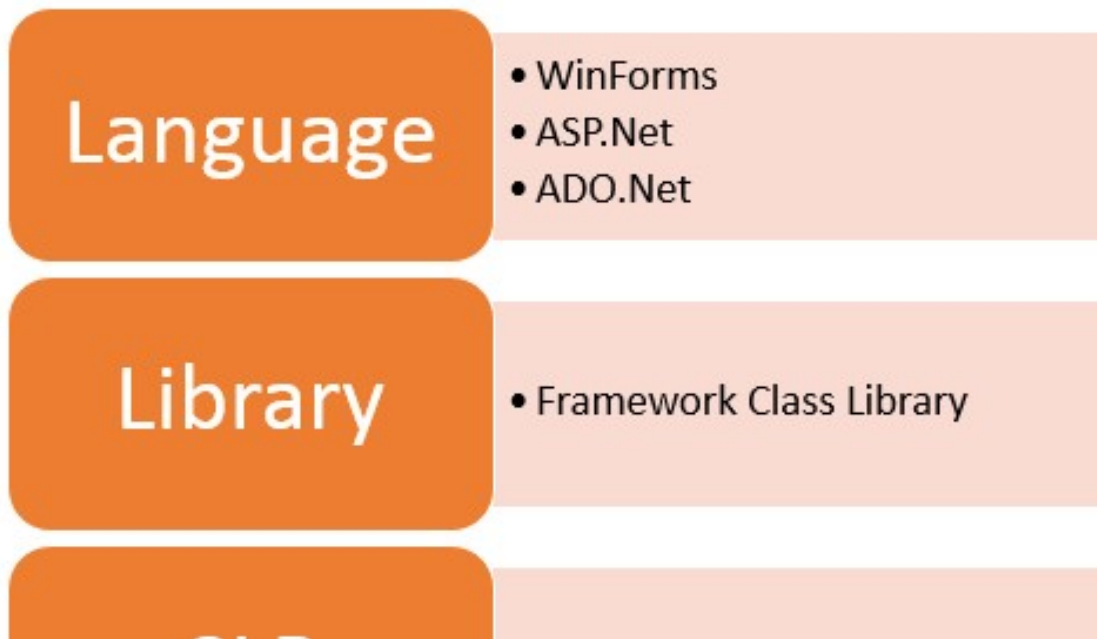 Language
• WinForms
• ASP.Net
• ADO.Net
Library
• Framework Class Library